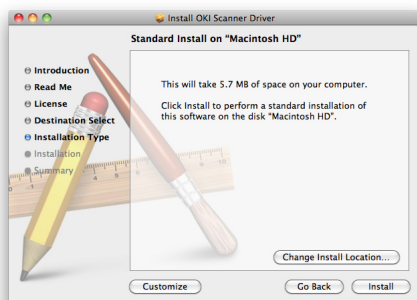 Install OKI Scanner Driver
Standard Install on "Macintosh HD"
Introduction
Read Me
License
Destination Select
Installation Type
Installation
Summary
This will take 5.7 MB of space on your computer.
Click Install to perform a standard installation of
this software on the disk "Macintosh HD".
Change Install Location...
Customize
Go Back
Install